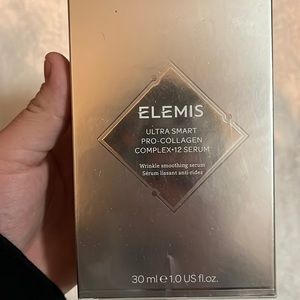 ELEMIS
ULTRA SMART
PRO-COLLAGEN
COMPLEX•12 SERUM
Wrinkle smoothing serum
Sérum lissant anti-rides
30 ml ℮ 1.0 US fl.oz.